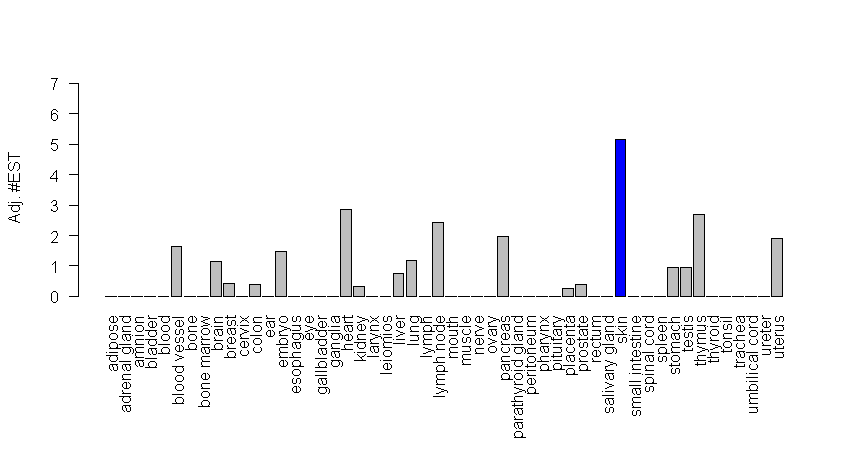 Adj. #EST
7
6
5
4
3
2
1
0
adipose
adrenal gland
amnion
bladder
blood
blood vessel
bone
bone marrow
brain
breast
cervix
colon
ear
embryo
esophagus
eye
gallbladder
ganglia
heart
kidney
larynx
leiomios
liver
lung
lymph
lymph node
mouth
muscle
nerve
ovary
pancreas
parathyroid gland
peritoneum
pharynx
pituitary
placenta
prostate
rectum
salivary gland
skin
small intestine
spinal cord
spleen
stomach
testis
thymus
thyroid
tonsil
trachea
umbilical cord
ureter
uterus